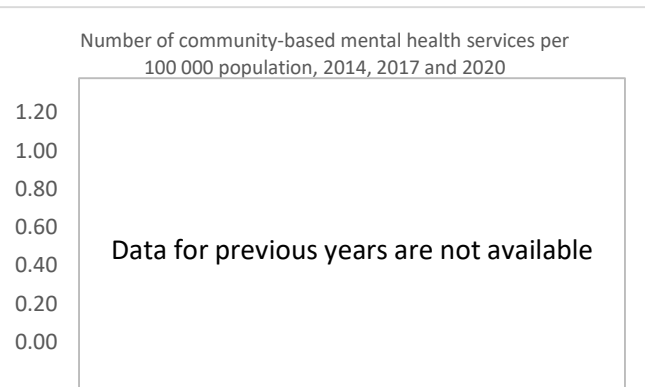 Number of community-based mental health services per
100 000 population, 2014, 2017 and 2020
1.20
1.00
0.80
0.60
Data for previous years are not available
0.40
0.20
0.00